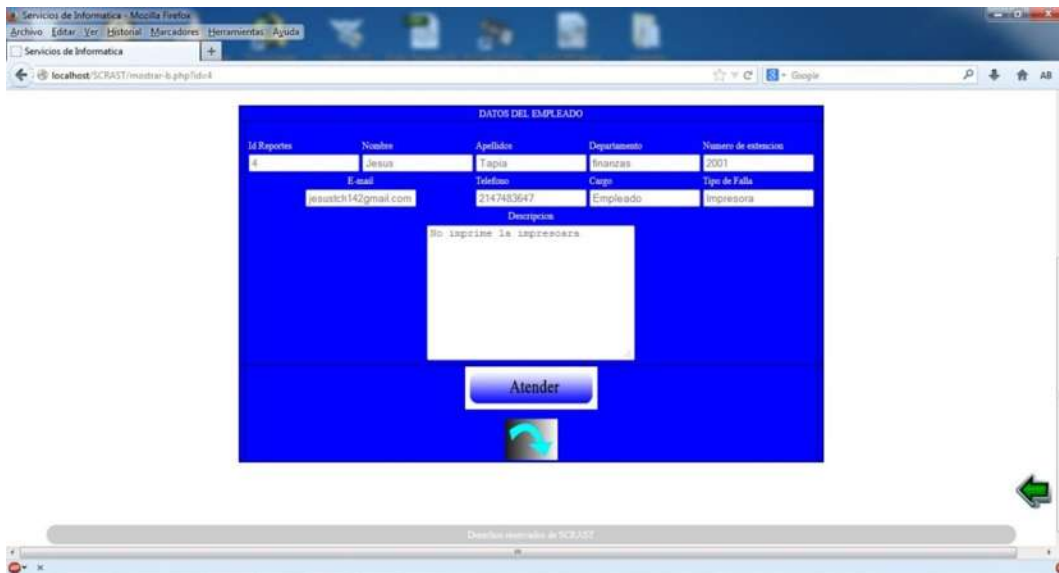 Servicios de Informatica - Mozilla Firefox
Archivo Editar Ver Historial Marcadores Herramientas Ayuda
Servicios de Informatica +
localhost/SCRAST/mostrar-b.php?id=4 Google AB
DATOS DEL EMPLEADO
Id Reportes Nombre Apellidos Departamento Numero de extencion
4 Jesus Tapia finanzas 2001
E-mail Telefono Cargo Tipo de Falla
jesustch142gmail.com 2147483647 Empleado Impresora
Descripcion
No imprime la impresoara
Atender
Derechos reservados de SCRAST